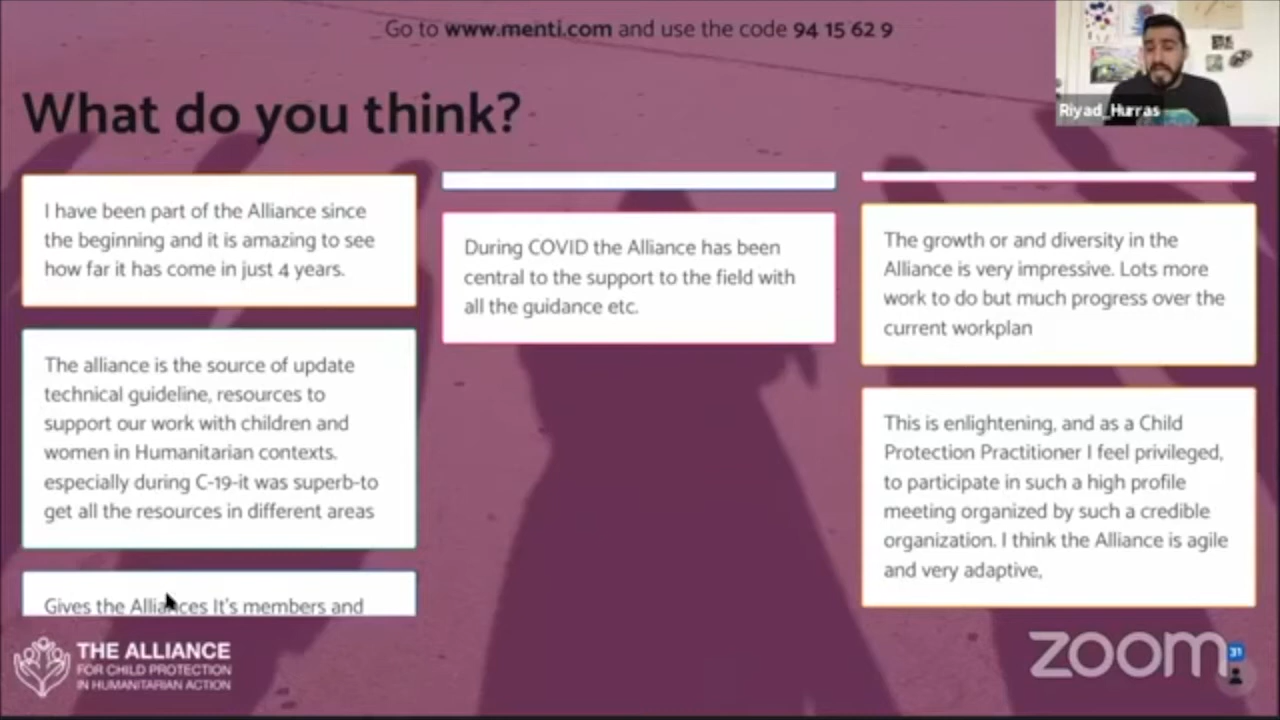 Go to www.menti.com and use the code 94 15 62 9
Riyad_Hurras
What do you think?
I have been part of the Alliance since
the beginning and it is amazing to see
how far it has come in just 4 years.
The alliance is the source of update
technical guideline, resources to
support our work with children and
women in Humanitarian contexts.
especially during C-19-it was superb-to
get all the resources in different areas
Gives the Alliances It's members and
During COVID the Alliance has been
central to the support to the field with
all the guidance etc.
The growth or and diversity in the
Alliance is very impressive. Lots more
work to do but much progress over the
current workplan
This is enlightening, and as a Child
Protection Practitioner I feel privileged,
to participate in such a high profile
meeting organized by such a credible
organization. I think the Alliance is agile
and very adaptive,
THE ALLIANCE
FOR CHILD PROTECTION
IN HUMANITARIAN ACTION
zoom
31